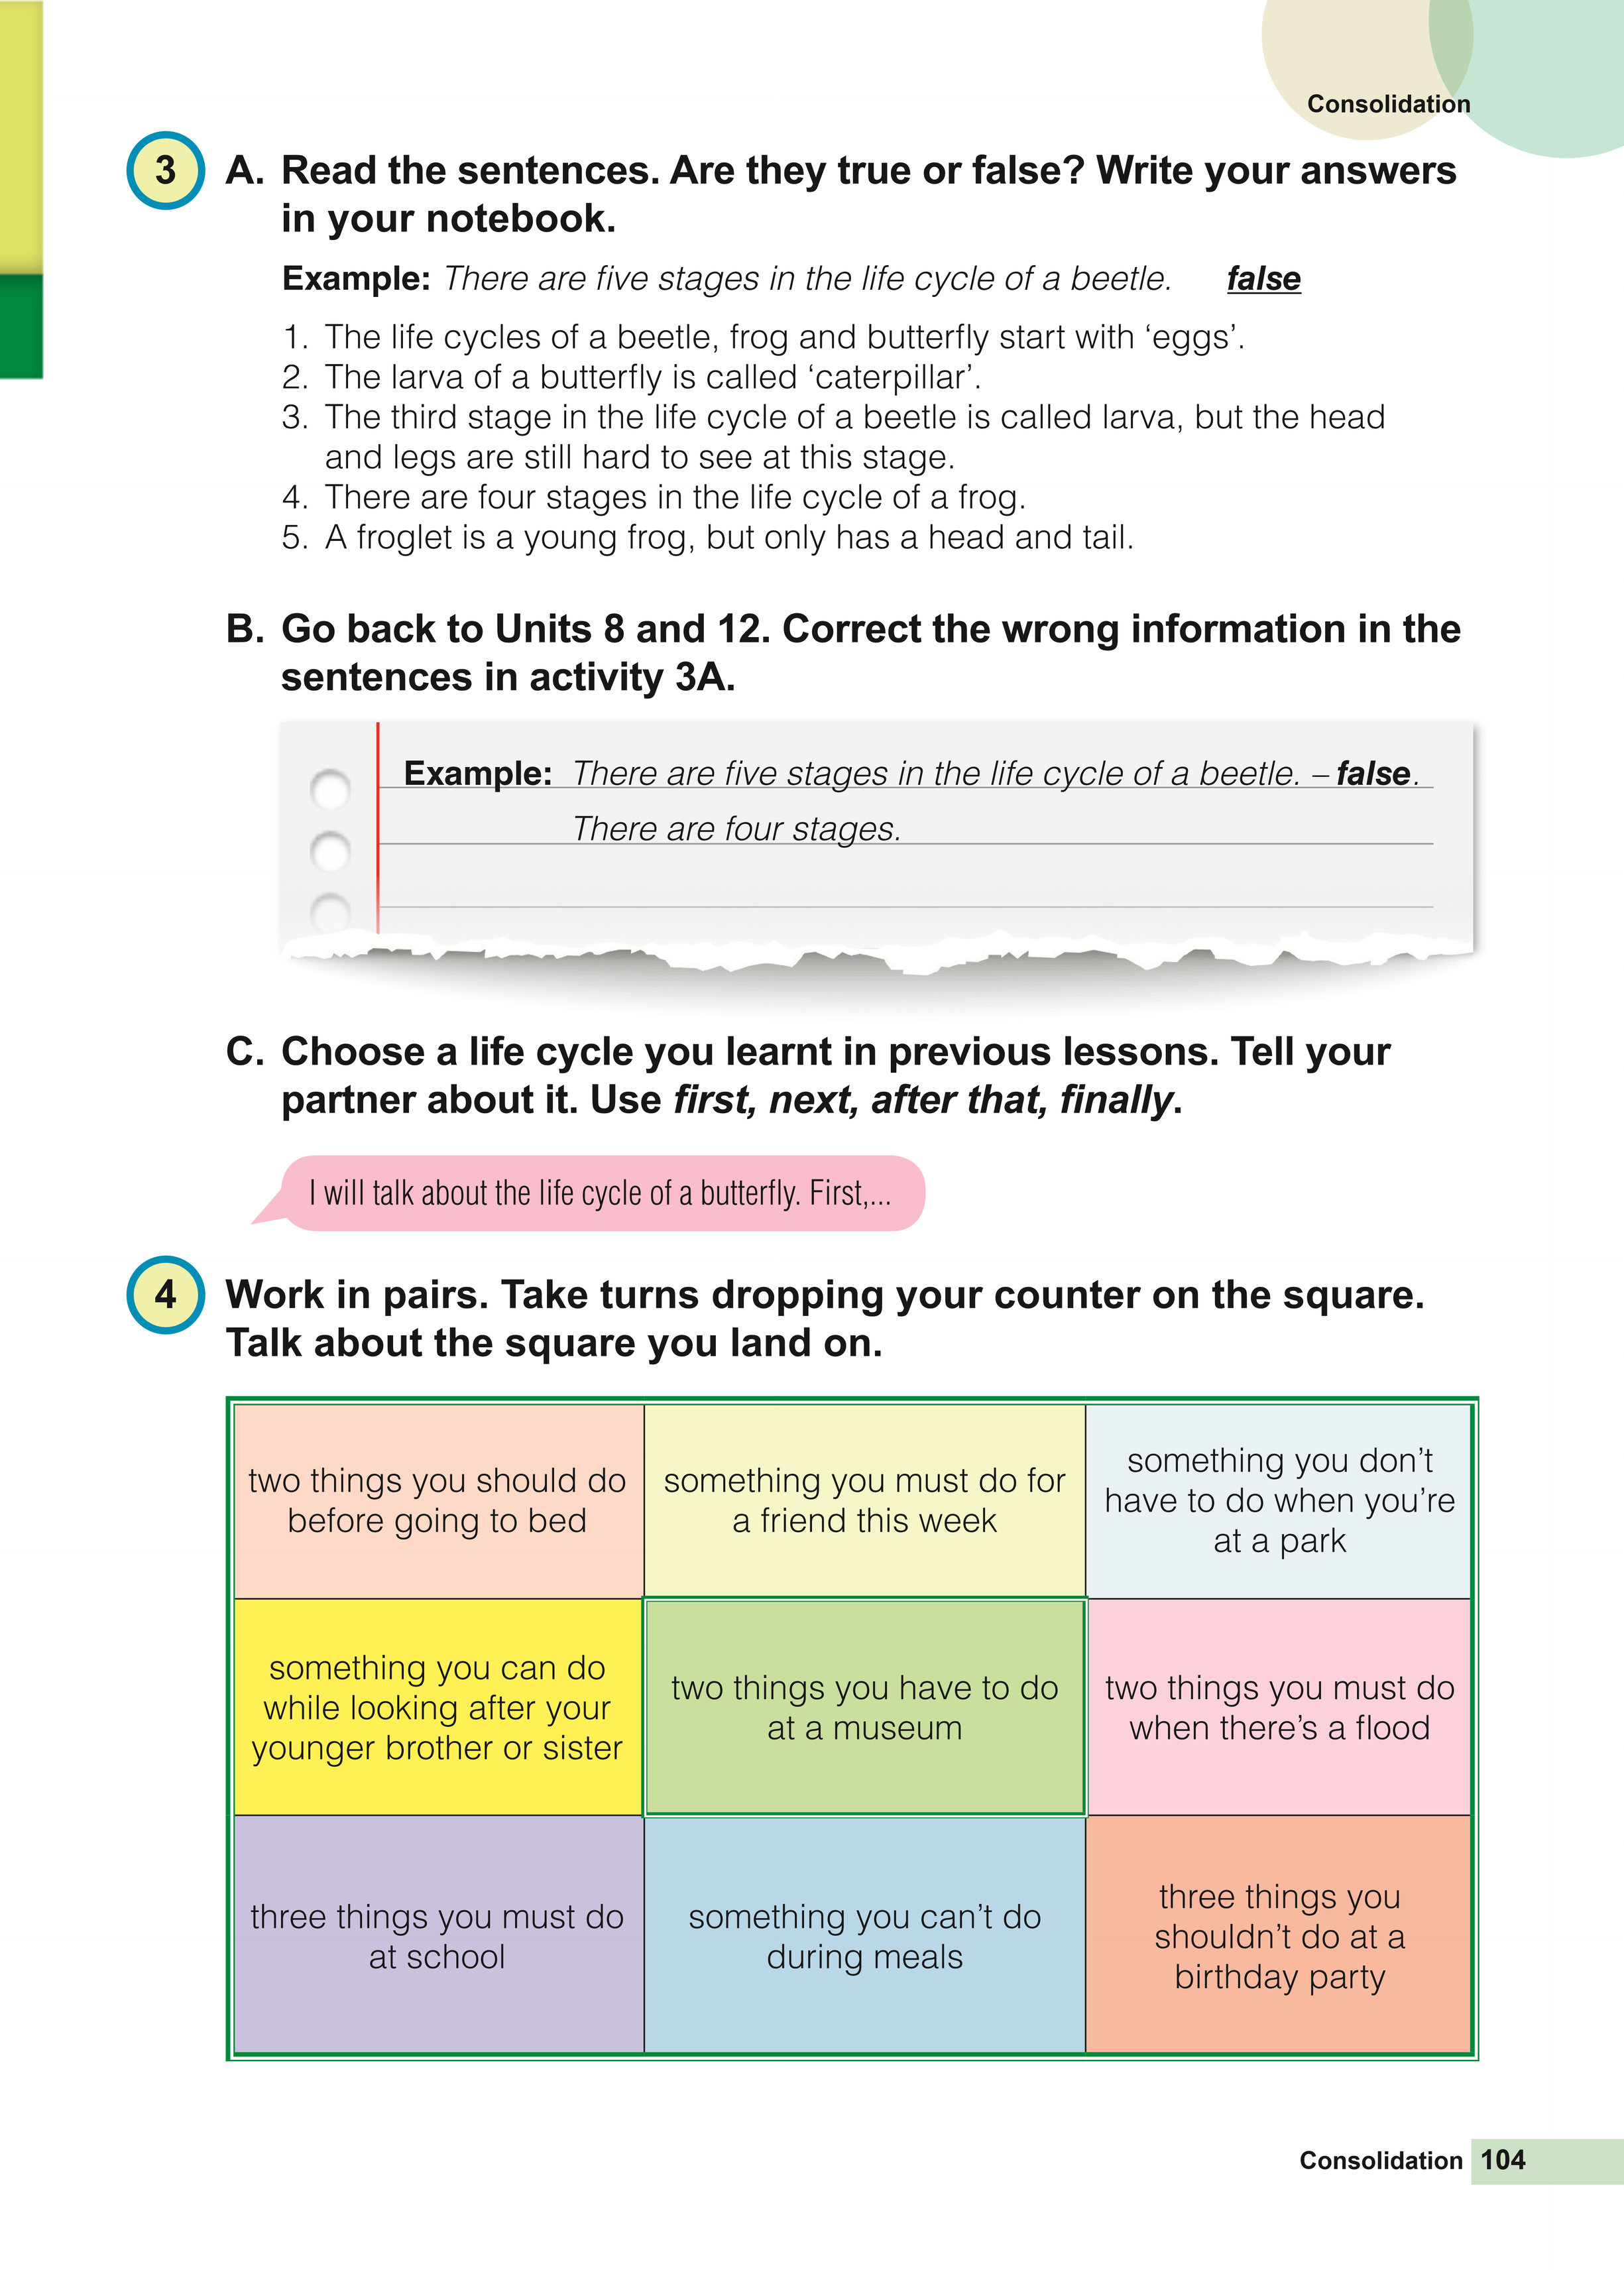 Consolidation
3 A. Read the sentences. Are they true or false? Write your answers
in your notebook.
Example: There are five stages in the life cycle of a beetle. false
1. The life cycles of a beetle, frog and butterfly start with ‘eggs’.
2. The larva of a butterfly is called ‘caterpillar’.
3. The third stage in the life cycle of a beetle is called larva, but the head
and legs are still hard to see at this stage.
4. There are four stages in the life cycle of a frog.
5. A froglet is a young frog, but only has a head and tail.
B. Go back to Units 8 and 12. Correct the wrong information in the
sentences in activity 3A.
Example: There are five stages in the life cycle of a beetle. – false.
There are four stages.
C. Choose a life cycle you learnt in previous lessons. Tell your
partner about it. Use first, next, after that, finally.
I will talk about the life cycle of a butterfly. First,...
4 Work in pairs. Take turns dropping your counter on the square.
Talk about the square you land on.
two things you should do
before going to bed
something you must do for
a friend this week
something you don’t
have to do when you’re
at a park
something you can do
while looking after your
younger brother or sister
two things you have to do
at a museum
two things you must do
when there’s a flood
three things you must do
at school
something you can’t do
during meals
three things you
shouldn’t do at a
birthday party
Consolidation 104